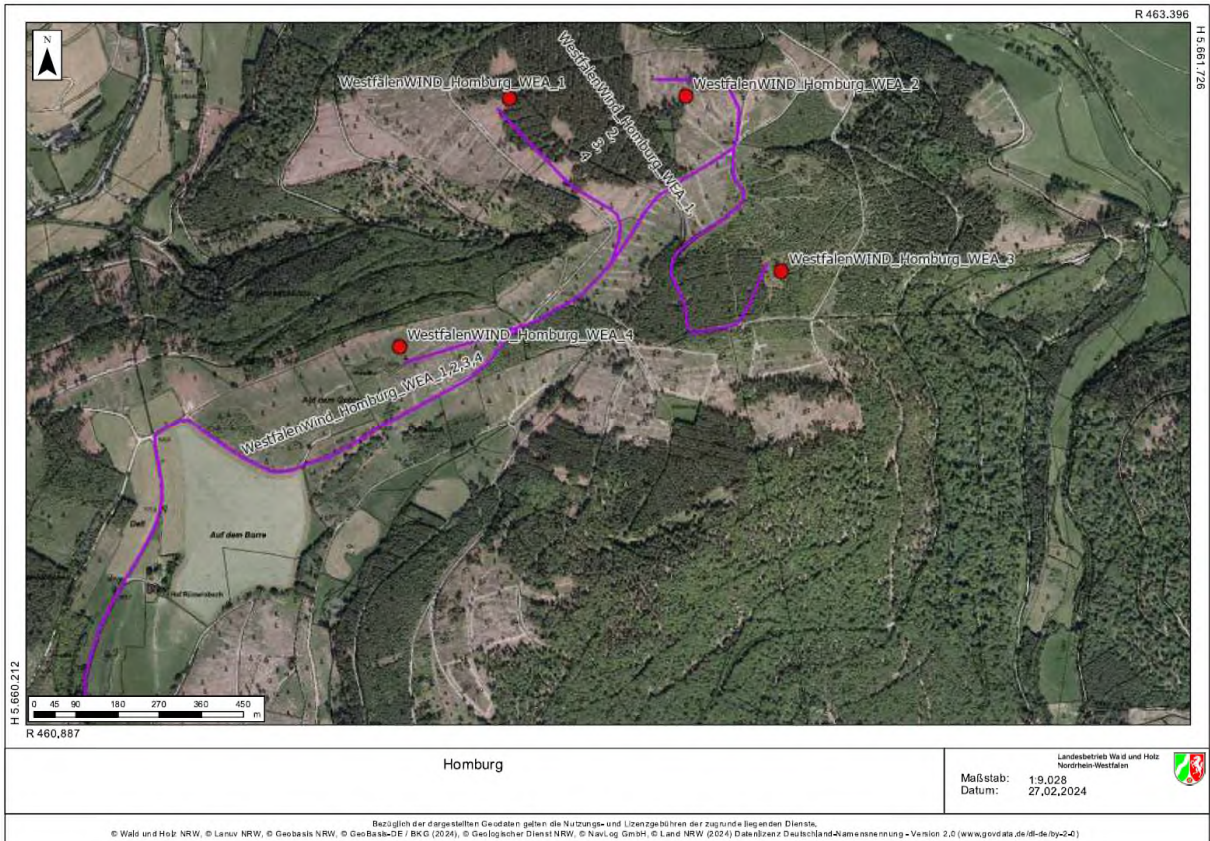 R 463.396
H 5.661.726
N
WestfalenWIND_Homburg_WEA_1
WestfalenWind_Homburg_WEA_1,
2,
3,
4
WestfalenWIND_Homburg_WEA_2
WestfalenWIND_Homburg_WEA_3
WestfalenWIND_Homburg_WEA_4
WestfalenWind_Homburg_WEA_1,2,3,4
Auf dem Barre
H 5.660.212
0 45 90 180 270 360 450
m
R 460.887
Homburg
Landesbetrieb Wald und Holz
Nordrhein-Westfalen
Maßstab: 1:9.028
Datum: 27.02.2024
Bezüglich der dargestellten Geodaten gelten die Nutzungs- und Lizenzgebühren der zugrunde liegenden Dienste.
© Wald und Holz NRW, © Lanuv NRW, © Geobasis NRW, © GeoBasis-DE / BKG (2024), © Geologischer Dienst NRW, © NavLog GmbH, © Land NRW (2024) Datenlizenz Deutschland-Namensnennung - Version 2.0 (www.govdata.de/dl-de/by-2-0)